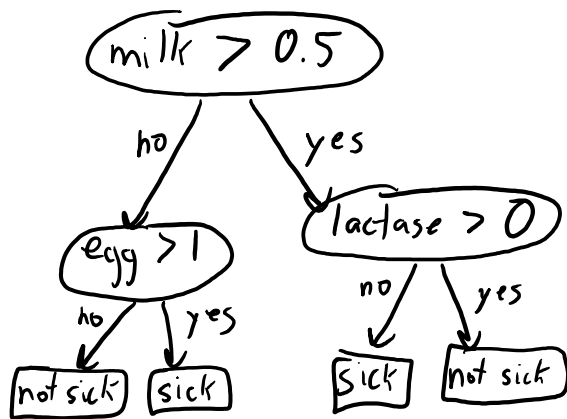 milk > 0.5
no
yes
egg > 1
lactase > 0
no
yes
no
yes
not sick
sick
sick
not sick